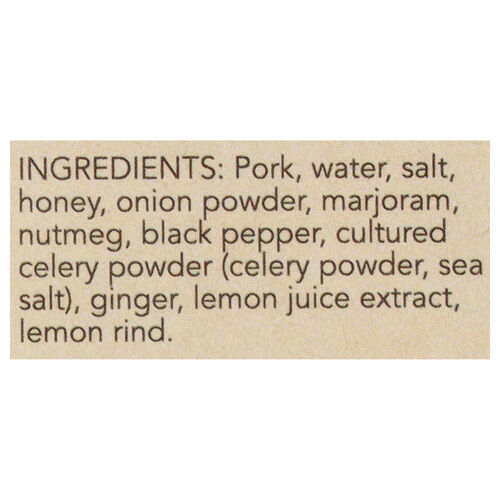 INGREDIENTS: Pork, water, salt,
honey, onion powder, marjoram,
nutmeg, black pepper, cultured
celery powder (celery powder, sea
salt), ginger, lemon juice extract,
lemon rind.